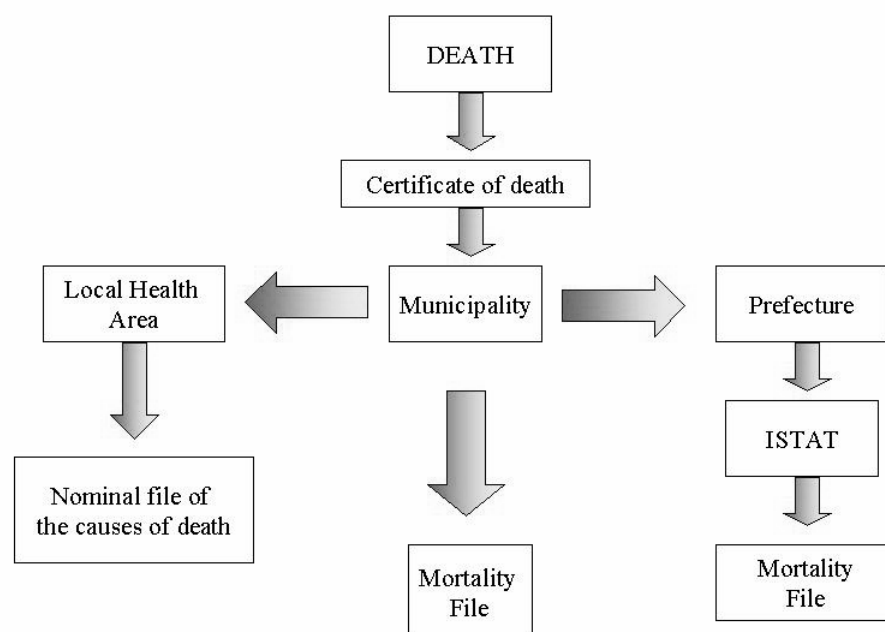 DEATH
Certificate of death
Local Health
Area
Municipality
Prefecture
ISTAT
Nominal file of
the causes of death
Mortality
File
Mortality
File